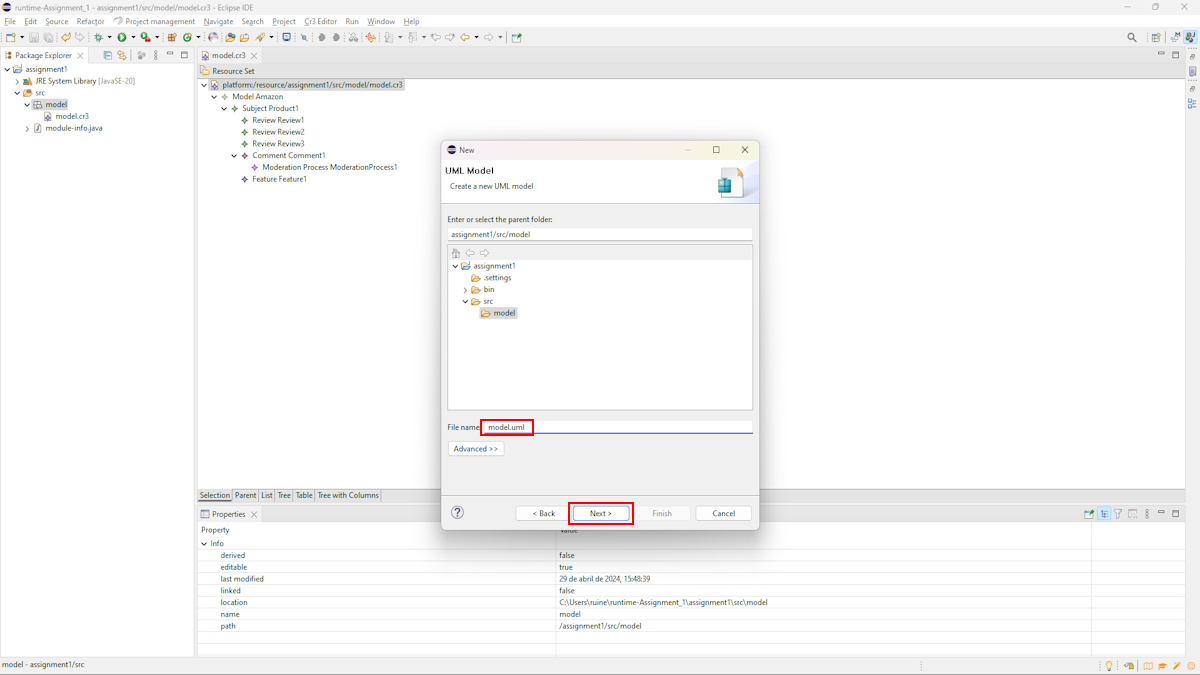 runtime-Assignment_1 - assignment1/src/model/model.cr3 - Eclipse IDE
File Edit Source Refactor Project management Navigate Search Project Cr3 Editor Run Window Help
Package Explorer
assignment1
JRE System Library [JavaSE-20]
src
model
model.cr3
module-info.java
model.cr3
Resource Set
platform:/resource/assignment1/src/model/model.cr3
Model Amazon
Subject Product1
Review Review1
Review Review2
Review Review3
Comment Comment1
Moderation Process ModerationProcess1
Feature Feature1
New
UML Model
Create a new UML model
Enter or select the parent folder:
assignment1/src/model
assignment1
.settings
bin
src
model
File name:
model.uml
Advanced >>
?
< Back
Next >
Finish
Cancel
Selection Parent List Tree Table Tree with Columns
Properties
Property Value
Info
derived false
editable true
last modified 29 de abril de 2024, 15:48:39
linked false
location C:\Users\ruine\runtime-Assignment_1\assignment1\src\model
name model
path /assignment1/src/model
model - assignment1/src